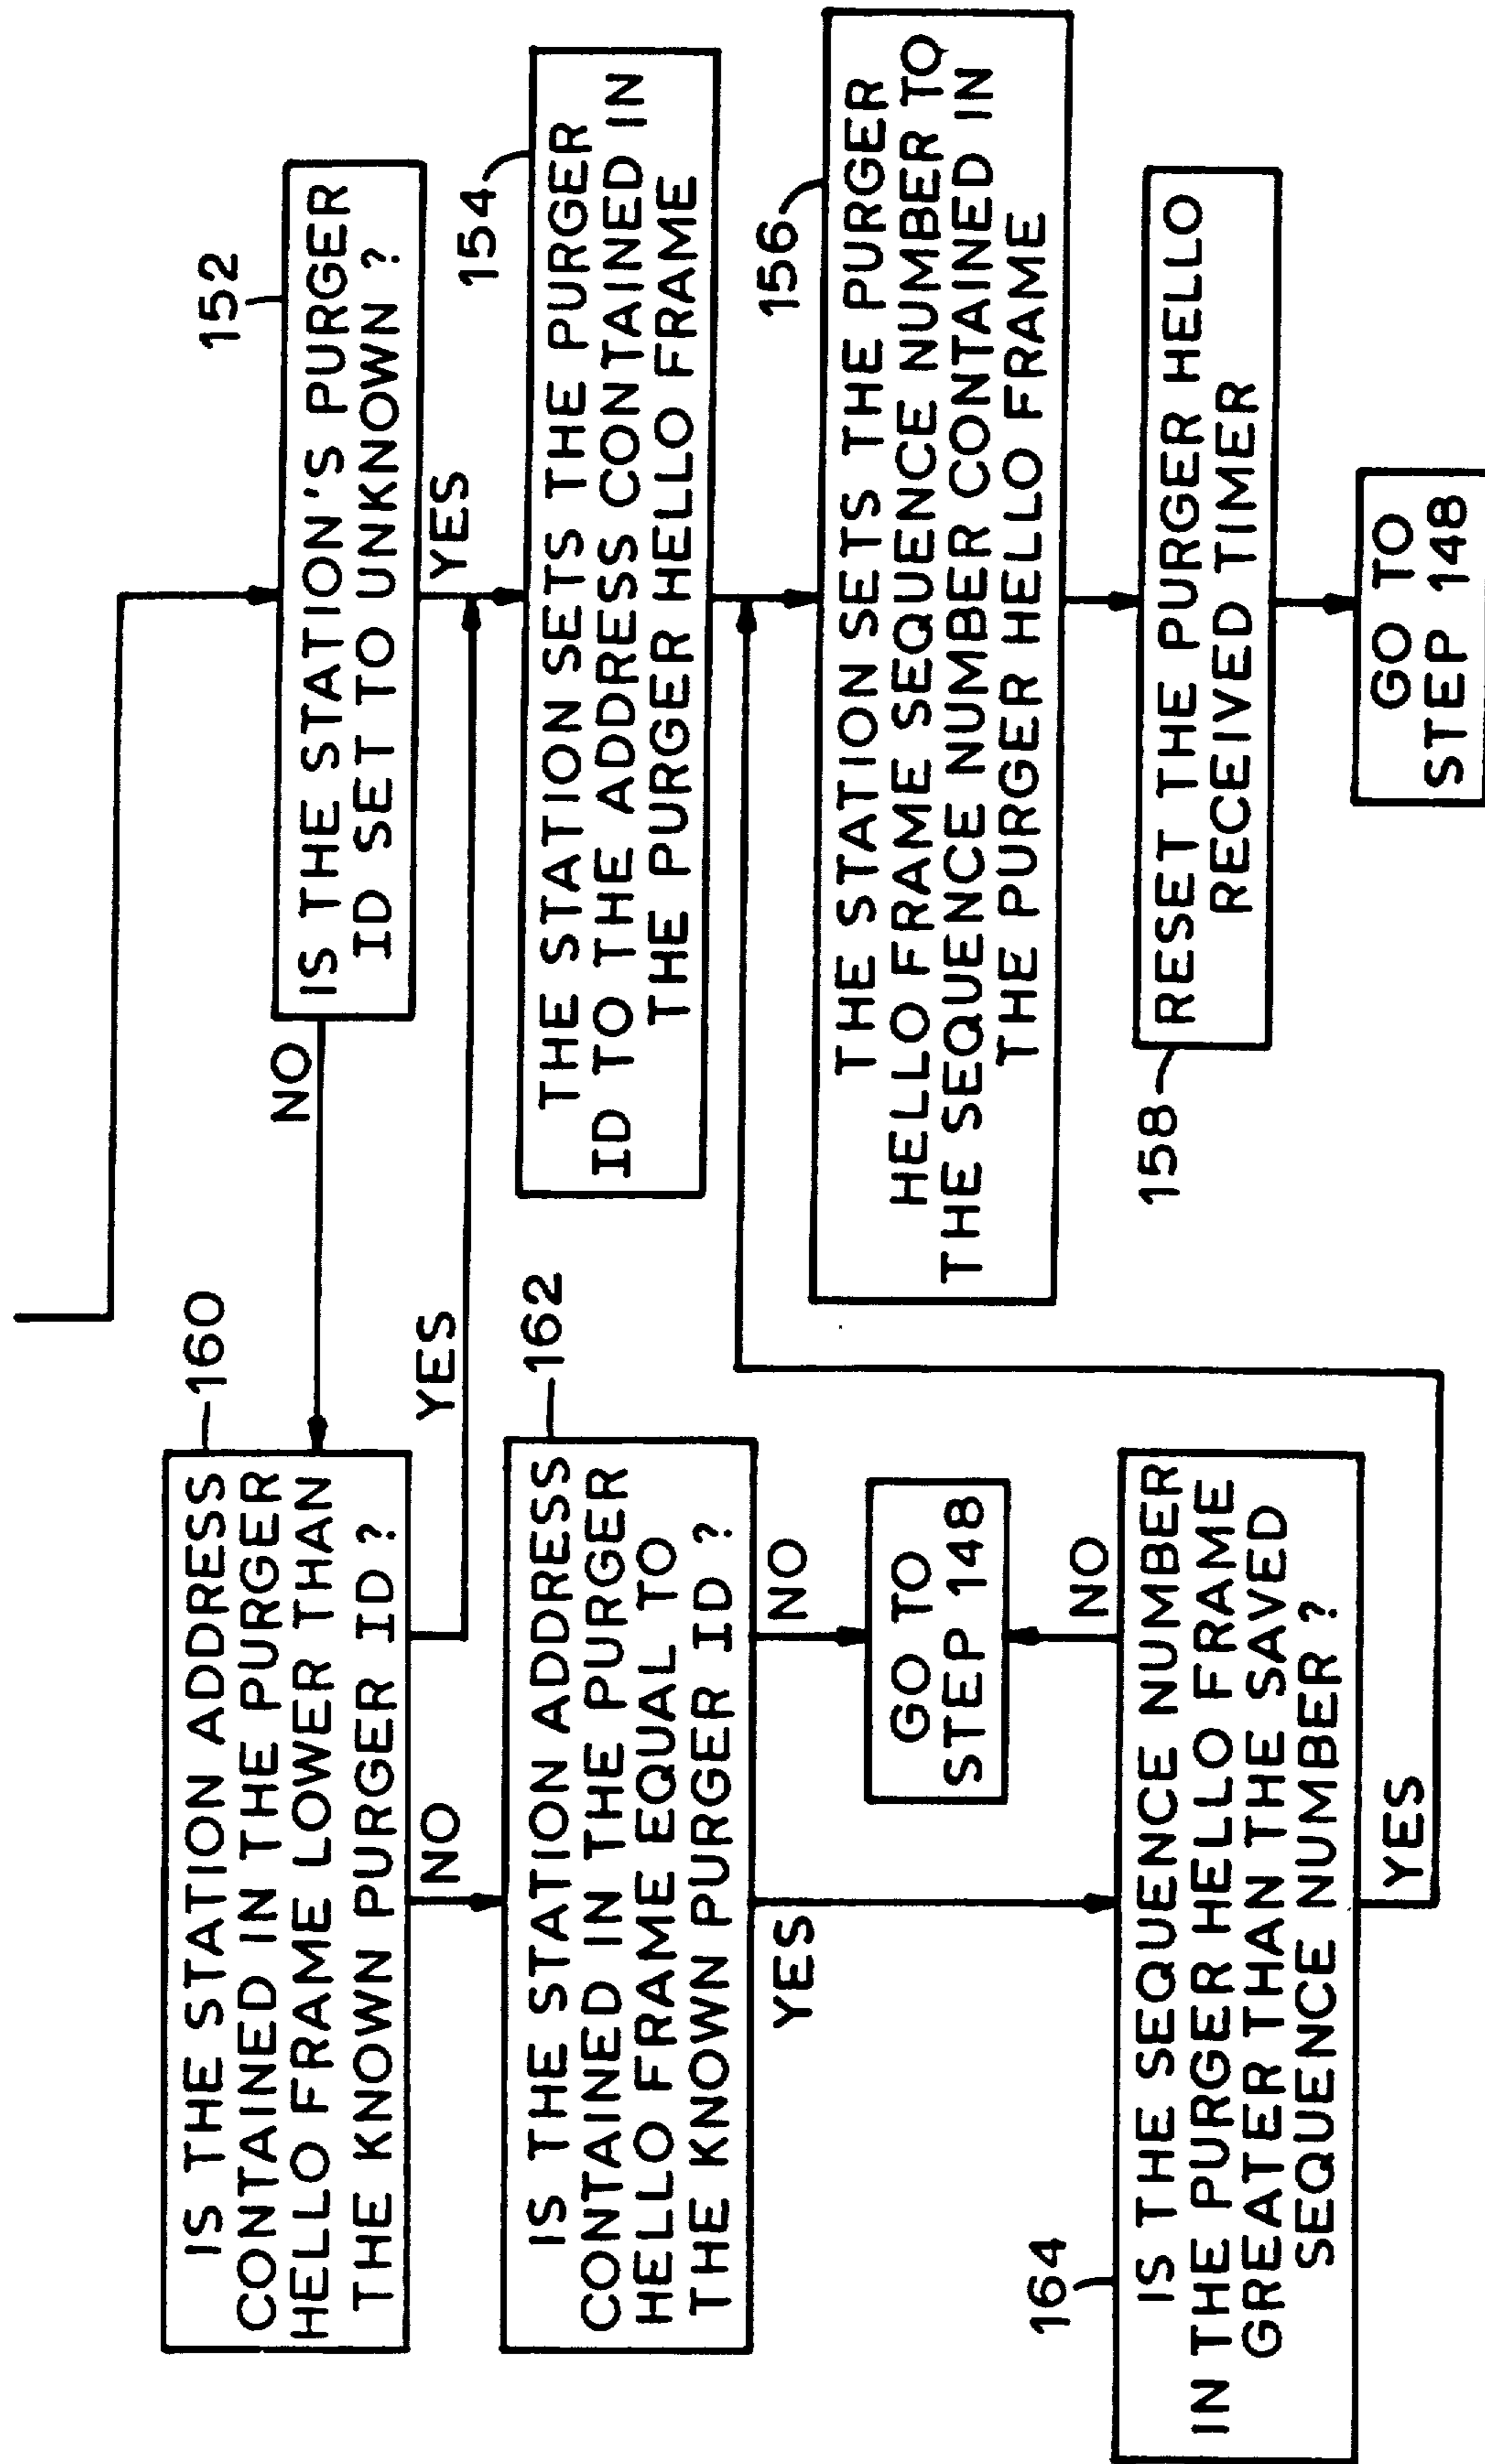 152
IS THE STATION'S PURGER
ID SET TO UNKNOWN ?
NO
YES
160
IS THE STATION ADDRESS
CONTAINED IN THE PURGER
HELLO FRAME LOWER THAN
THE KNOWN PURGER ID ?
YES
NO
154
THE STATION SETS THE PURGER
ID TO THE ADDRESS CONTAINED IN
THE PURGER HELLO FRAME
162
IS THE STATION ADDRESS
CONTAINED IN THE PURGER
HELLO FRAME EQUAL TO
THE KNOWN PURGER ID ?
NO
YES
GO TO
STEP 148
156
THE STATION SETS THE PURGER
HELLO FRAME SEQUENCE NUMBER TO
THE SEQUENCE NUMBER CONTAINED IN
THE PURGER HELLO FRAME
164
IS THE SEQUENCE NUMBER
IN THE PURGER HELLO FRAME
GREATER THAN THE SAVED
SEQUENCE NUMBER ?
NO
YES
158
RESET THE PURGER HELLO
RECEIVED TIMER
GO TO
STEP 148